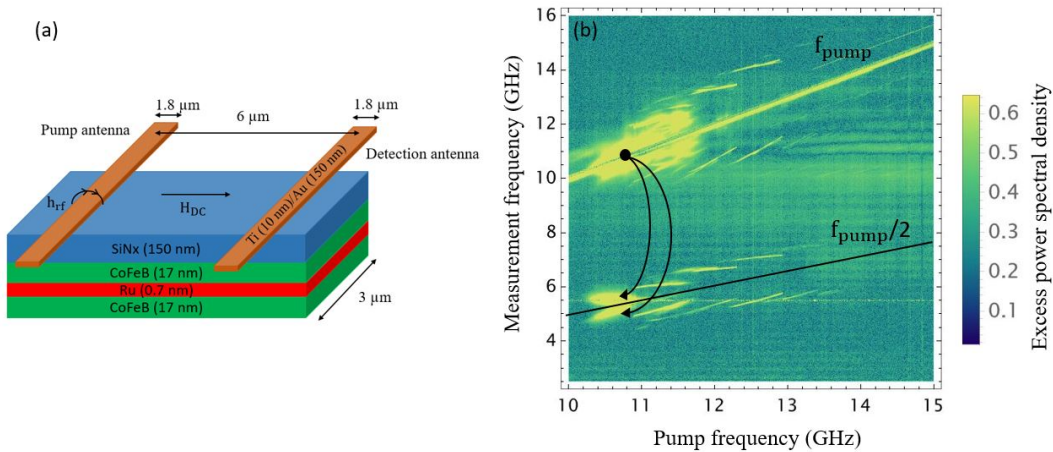 (a)
1.8 µm
1.8 µm
6 µm
Pump antenna
Detection antenna
h_rf
H_DC
Ti (10 nm)/Au (150 nm)
SiNx (150 nm)
CoFeB (17 nm)
Ru (0.7 nm)
CoFeB (17 nm)
3 µm
(b)
f_pump
f_pump/2
Measurement frequency (GHz)
16
14
12
10
8
6
4
10
11
12
13
14
15
Pump frequency (GHz)
0.6
0.5
0.4
0.3
0.2
0.1
Excess power spectral density